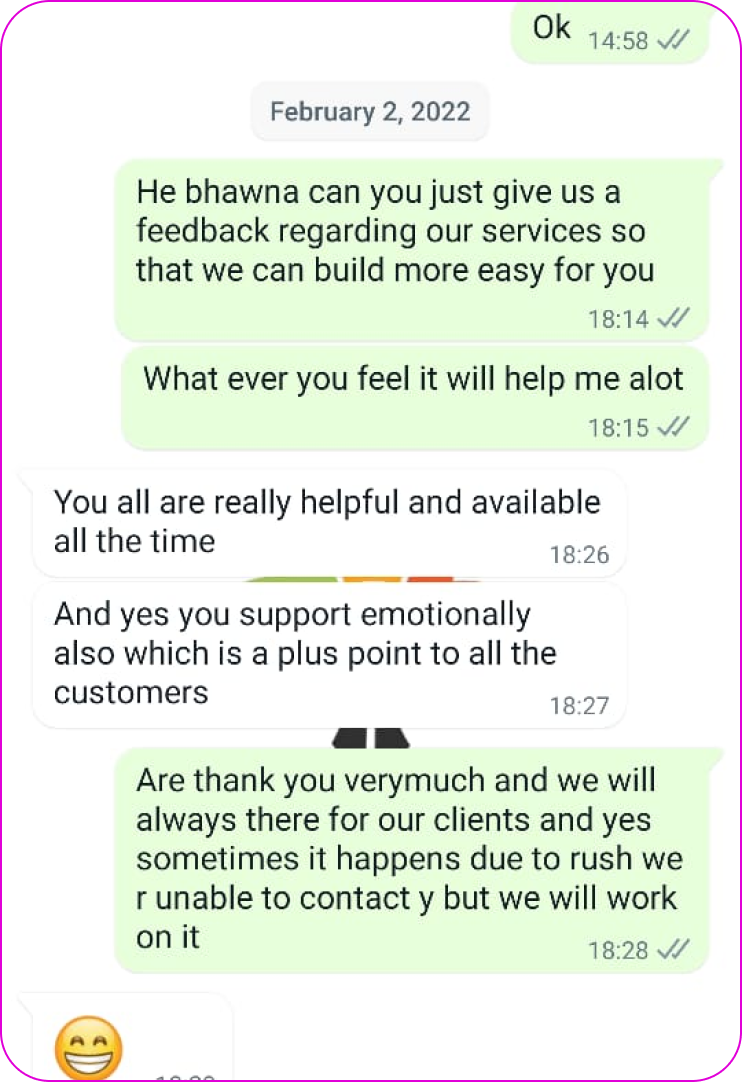 Ok 14:58
February 2, 2022
He bhawna can you just give us a
feedback regarding our services so
that we can build more easy for you
18:14
What ever you feel it will help me alot
18:15
You all are really helpful and available
all the time
18:26
And yes you support emotionally
also which is a plus point to all the
customers
18:27
Are thank you verymuch and we will
always there for our clients and yes
sometimes it happens due to rush we
r unable to contact y but we will work
on it
18:28